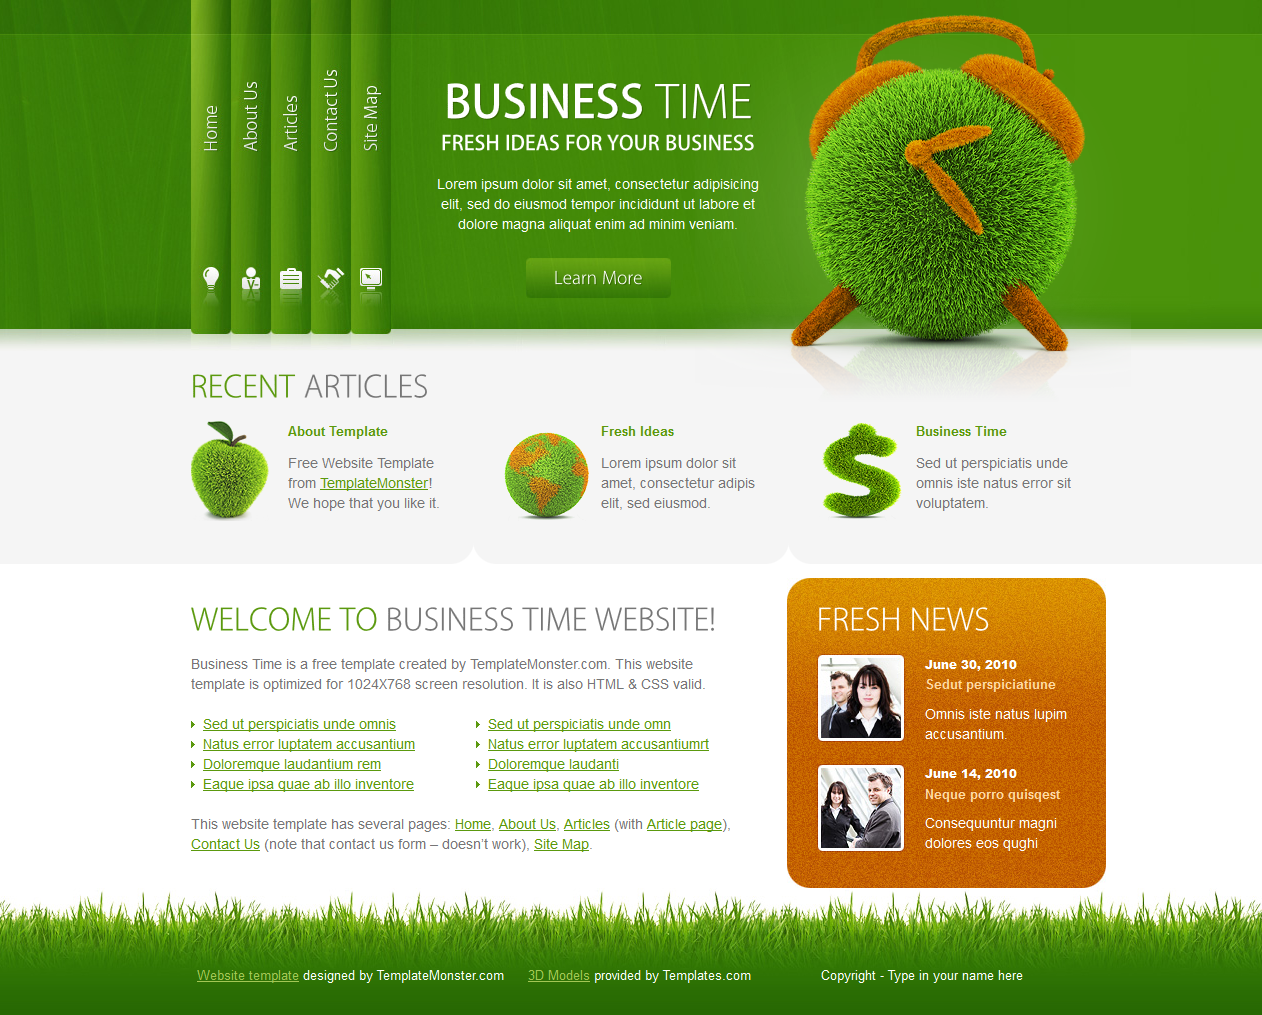 Home
About Us
Articles
Contact Us
Site Map
BUSINESS TIME
FRESH IDEAS FOR YOUR BUSINESS
Lorem ipsum dolor sit amet, consectetur adipisicing
elit, sed do eiusmod tempor incididunt ut labore et
dolore magna aliquat enim ad minim veniam.
Learn More
RECENT ARTICLES
About Template
Free Website Template
from TemplateMonster!
We hope that you like it.
Fresh Ideas
Lorem ipsum dolor sit
amet, consectetur adipis
elit, sed eiusmod.
Business Time
Sed ut perspiciatis unde
omnis iste natus error sit
voluptatem.
WELCOME TO BUSINESS TIME WEBSITE!
Business Time is a free template created by TemplateMonster.com. This website
template is optimized for 1024X768 screen resolution. It is also HTML & CSS valid.
Sed ut perspiciatis unde omnis
Natus error luptatem accusantium
Doloremque laudantium rem
Eaque ipsa quae ab illo inventore
Sed ut perspiciatis unde omn
Natus error luptatem accusantiumrt
Doloremque laudanti
Eaque ipsa quae ab illo inventore
This website template has several pages: Home, About Us, Articles (with Article page),
Contact Us (note that contact us form – doesn't work), Site Map.
FRESH NEWS
June 30, 2010
Sedut perspiciatiune
Omnis iste natus lupim
accusantium.
June 14, 2010
Neque porro quisqest
Consequuntur magni
dolores eos qughi
Website template designed by TemplateMonster.com
3D Models provided by Templates.com
Copyright - Type in your name here